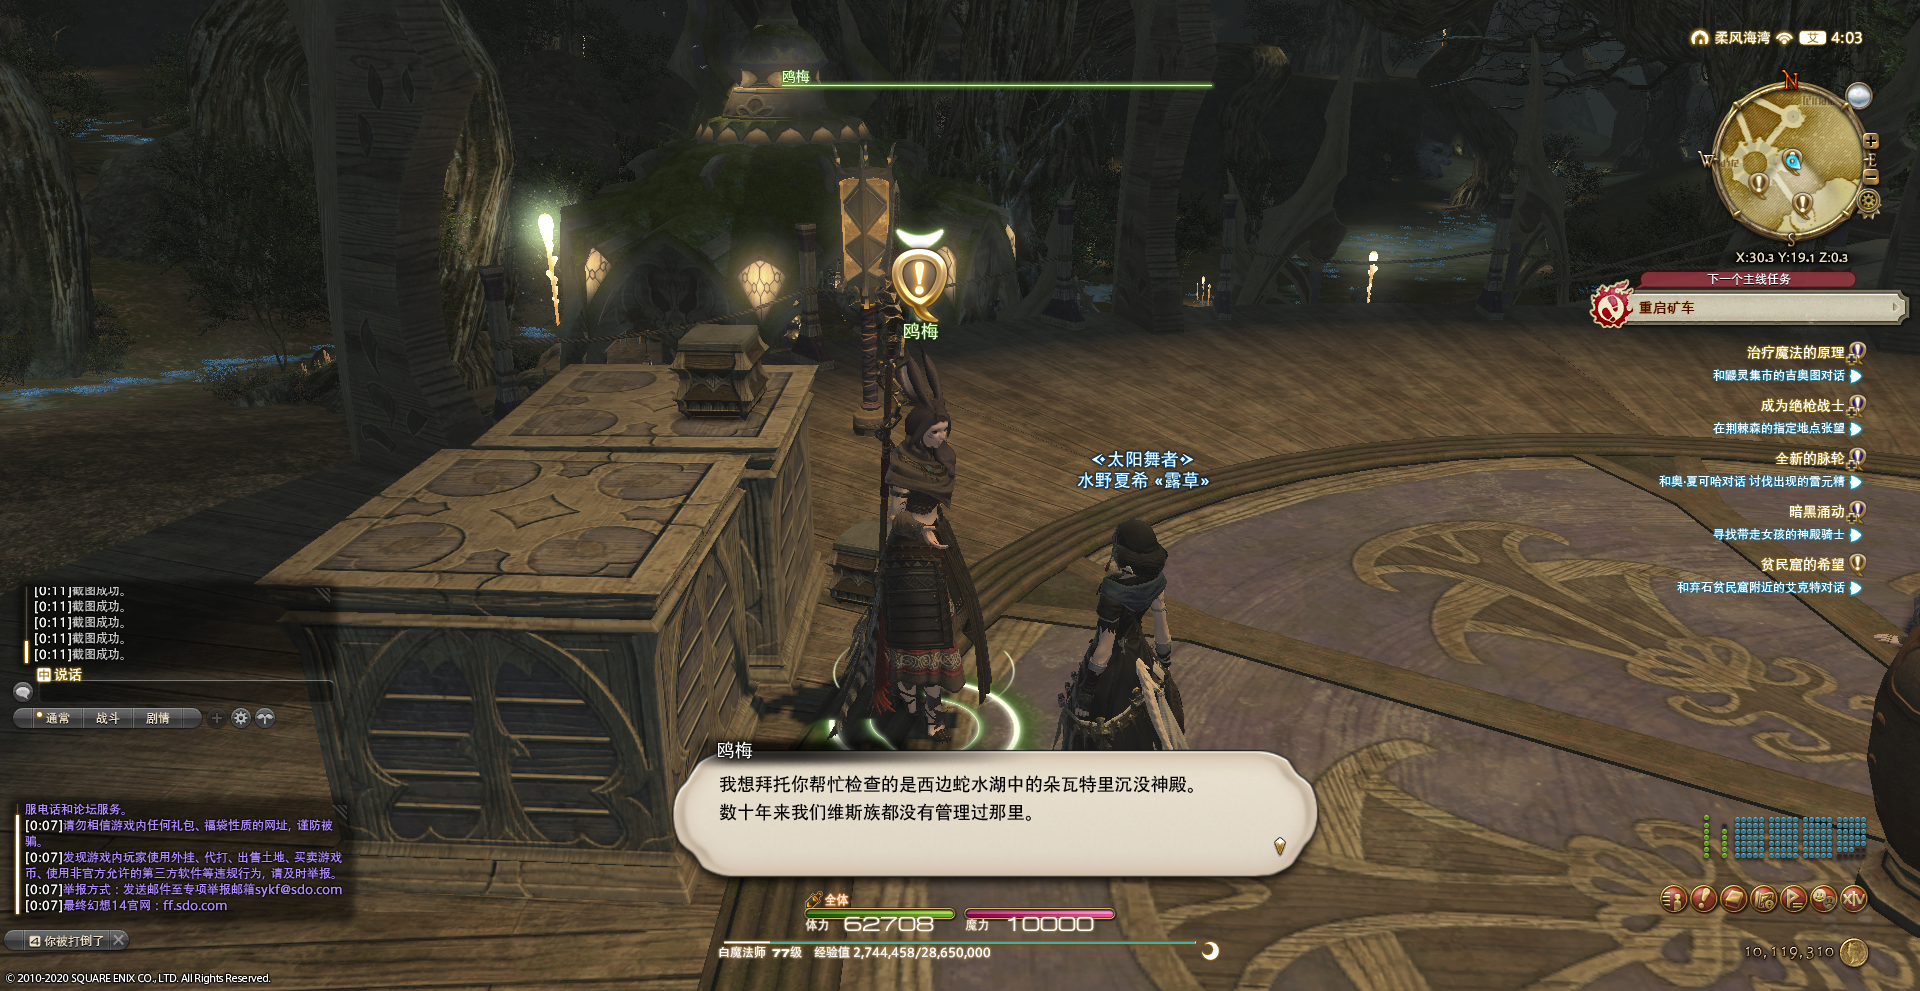 鸥梅
柔风海湾 艾 4:03
N
W
E
S
X:30.3 Y:19.1 Z:0.3
下一个主线任务
重启矿车
鸥梅
治疗魔法的原理
和鼹灵集市的吉奥图对话
成为绝枪战士
在荆棘森的指定地点张望
全新的脉轮
和奥·夏可哈对话 讨伐出现的雷元精
暗黑涌动
寻找带走女孩的神殿骑士
贫民窟的希望
和弃石贫民窟附近的艾克特对话
太阳舞者
水野夏希 «露草»
[0:11]截图成功。
[0:11]截图成功。
[0:11]截图成功。
[0:11]截图成功。
[0:11]截图成功。
说话
通常 战斗 剧情
鸥梅
我想拜托你帮忙检查的是西边蛇水湖中的朵瓦特里沉没神殿。
数十年来我们维斯族都没有管理过那里。
服电话和论坛服务。
[0:07]请勿相信游戏内任何礼包、福袋性质的网址，谨防被
骗。
[0:07]发现游戏内玩家使用外挂、代打、出售土地、买卖游戏
币、使用非官方允许的第三方软件等违规行为，请及时举报。
[0:07]举报方式：发送邮件至专项举报邮箱sykf@sdo.com
[0:07]最终幻想14官网：ff.sdo.com
4 你被打倒了
全体
体力 62708 魔力 10000
白魔法师 77级 经验值 2,744,458/28,650,000
XIV
10,119,310
© 2010-2020 SQUARE ENIX CO., LTD. All Rights Reserved.